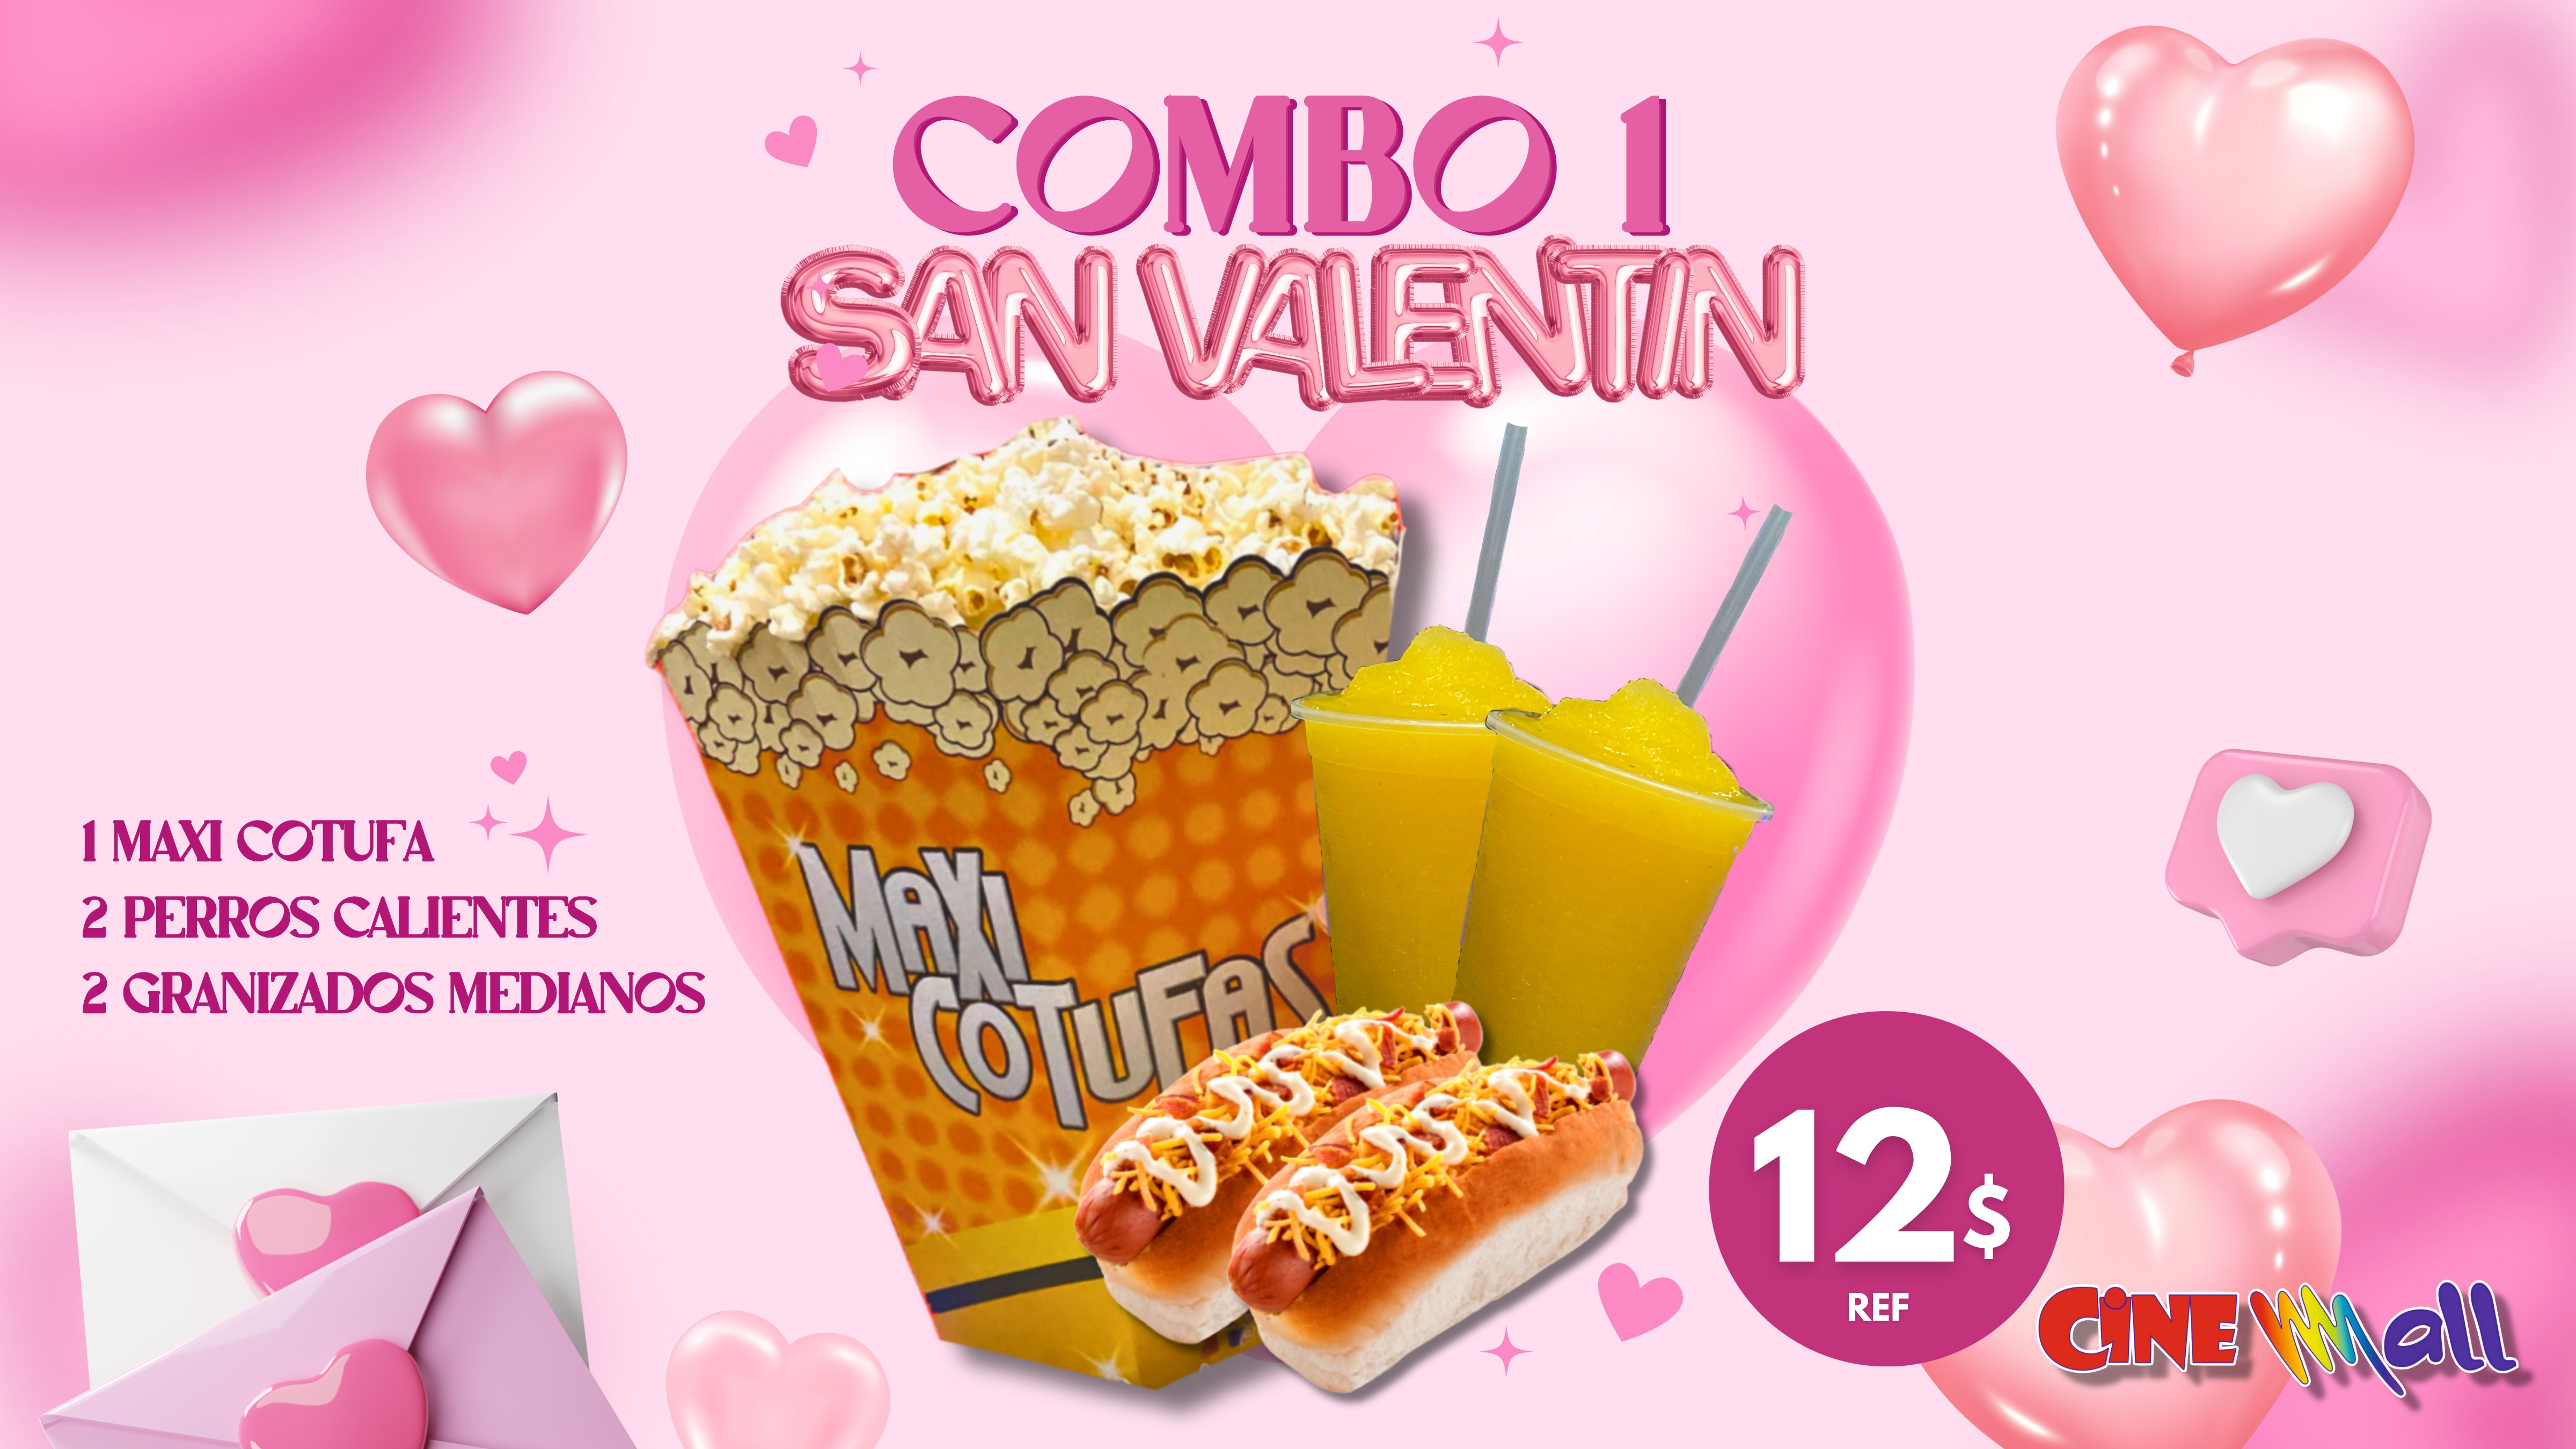 COMBO 1
SAN VALENTIN
1 MAXI COTUFA
2 PERROS CALIENTES
2 GRANIZADOS MEDIANOS
MAXI
COTUFAS
12$
REF
CINE Mall